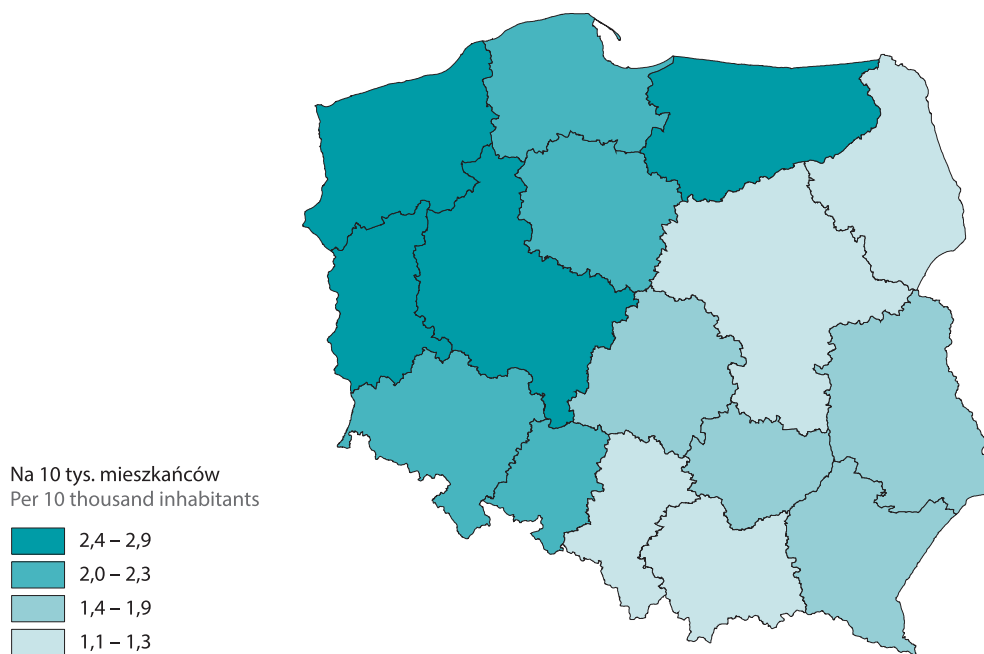 Na 10 tys. mieszkańców
Per 10 thousand inhabitants
2,4 – 2,9
2,0 – 2,3
1,4 – 1,9
1,1 – 1,3